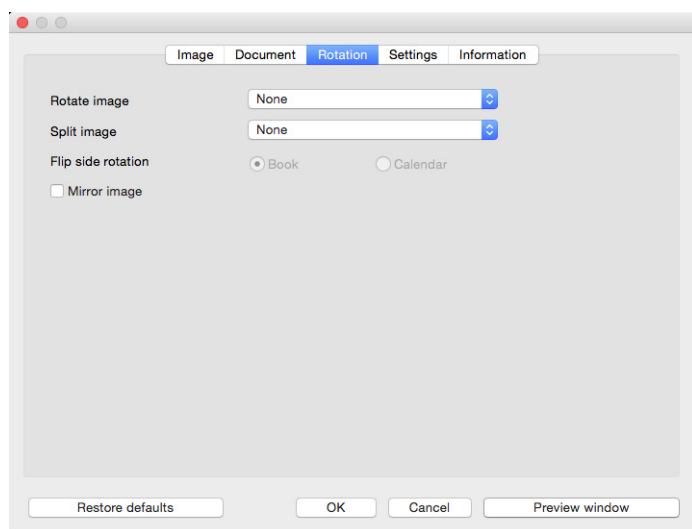 Image Document Rotation Settings Information
Rotate image None
Split image None
Flip side rotation Book Calendar
Mirror image
Restore defaults OK Cancel Preview window